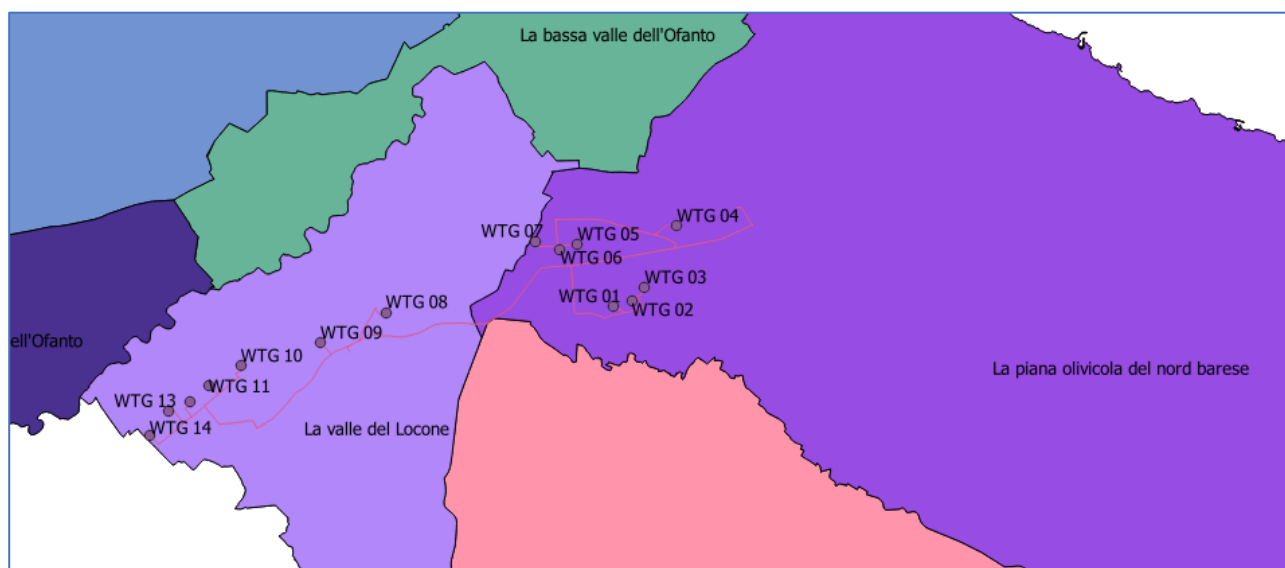 La bassa valle dell'Ofanto
WTG 04
WTG 07
WTG 05
WTG 06
WTG 03
WTG 01
WTG 02
WTG 08
WTG 09
ell'Ofanto
WTG 10
La piana olivicola del nord barese
WTG 11
WTG 13
WTG 14
La valle del Locone